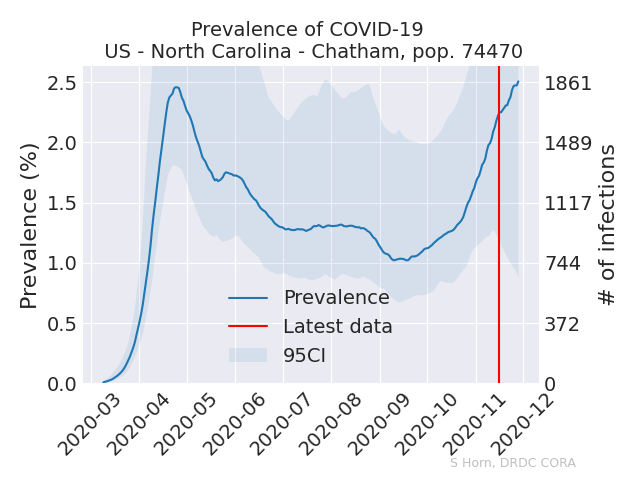 Prevalence of COVID-19
US - North Carolina - Chatham, pop. 74470
Prevalence (%)
2.5
2.0
1.5
1.0
0.5
0.0
1861
1489
1117
744
372
0
# of infections
Prevalence
Latest data
95CI
2020-03
2020-04
2020-05
2020-06
2020-07
2020-08
2020-09
2020-10
2020-11
2020-12
S Horn, DRDC CORA